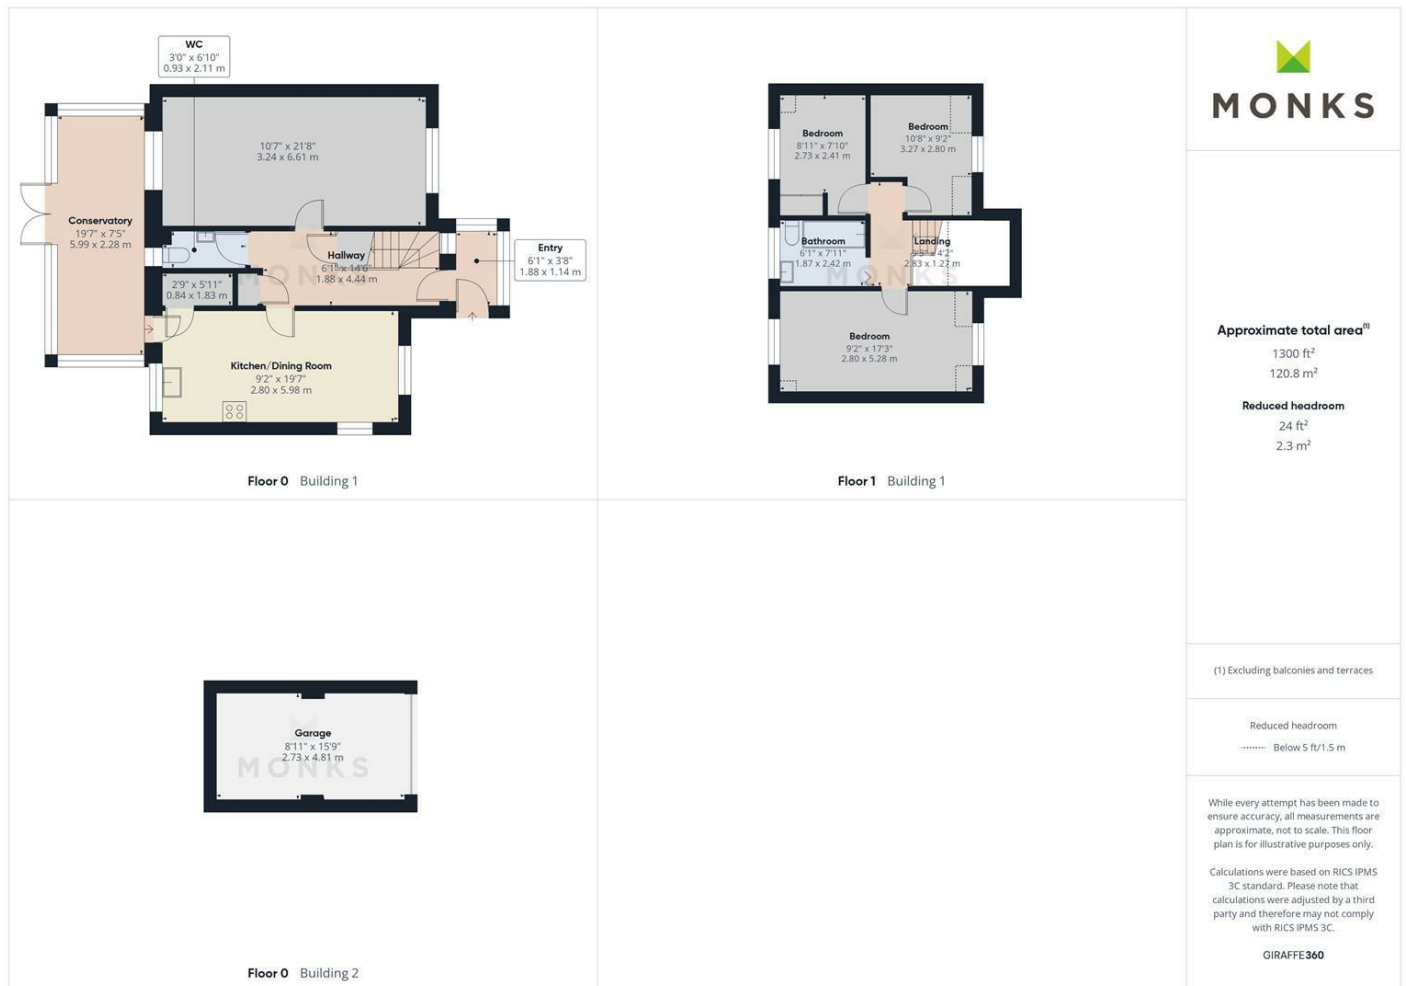 WC
3'0" x 6'10"
0.93 x 2.11 m
10'7" x 21'8"
3.24 x 6.61 m
Conservatory
19'7" x 7'5"
5.99 x 2.28 m
Hallway
6'1" x 14'6"
1.88 x 4.44 m
Entry
6'1" x 3'8"
1.88 x 1.14 m
2'9" x 5'11"
0.84 x 1.83 m
MONKS
Kitchen/Dining Room
9'2" x 19'7"
2.80 x 5.98 m
Floor 0 Building 1
Bedroom
8'11" x 7'10"
2.73 x 2.41 m
Bedroom
10'8" x 9'2"
3.27 x 2.80 m
Bathroom
6'1" x 7'11"
1.87 x 2.42 m
Landing
2.83 x 1.27 m
MONKS
Bedroom
9'2" x 17'3"
2.80 x 5.28 m
Floor 1 Building 1
Garage
8'11" x 15'9"
2.73 x 4.81 m
MONKS
Floor 0 Building 2
MONKS
Approximate total area(1)
1300 ft²
120.8 m²
Reduced headroom
24 ft²
2.3 m²
(1) Excluding balconies and terraces
Reduced headroom
Below 5 ft/1.5 m
While every attempt has been made to
ensure accuracy, all measurements are
approximate, not to scale. This floor
plan is for illustrative purposes only.
Calculations were based on RICS IPMS
3C standard. Please note that
calculations were adjusted by a third
party and therefore may not comply
with RICS IPMS 3C.
GIRAFFE360